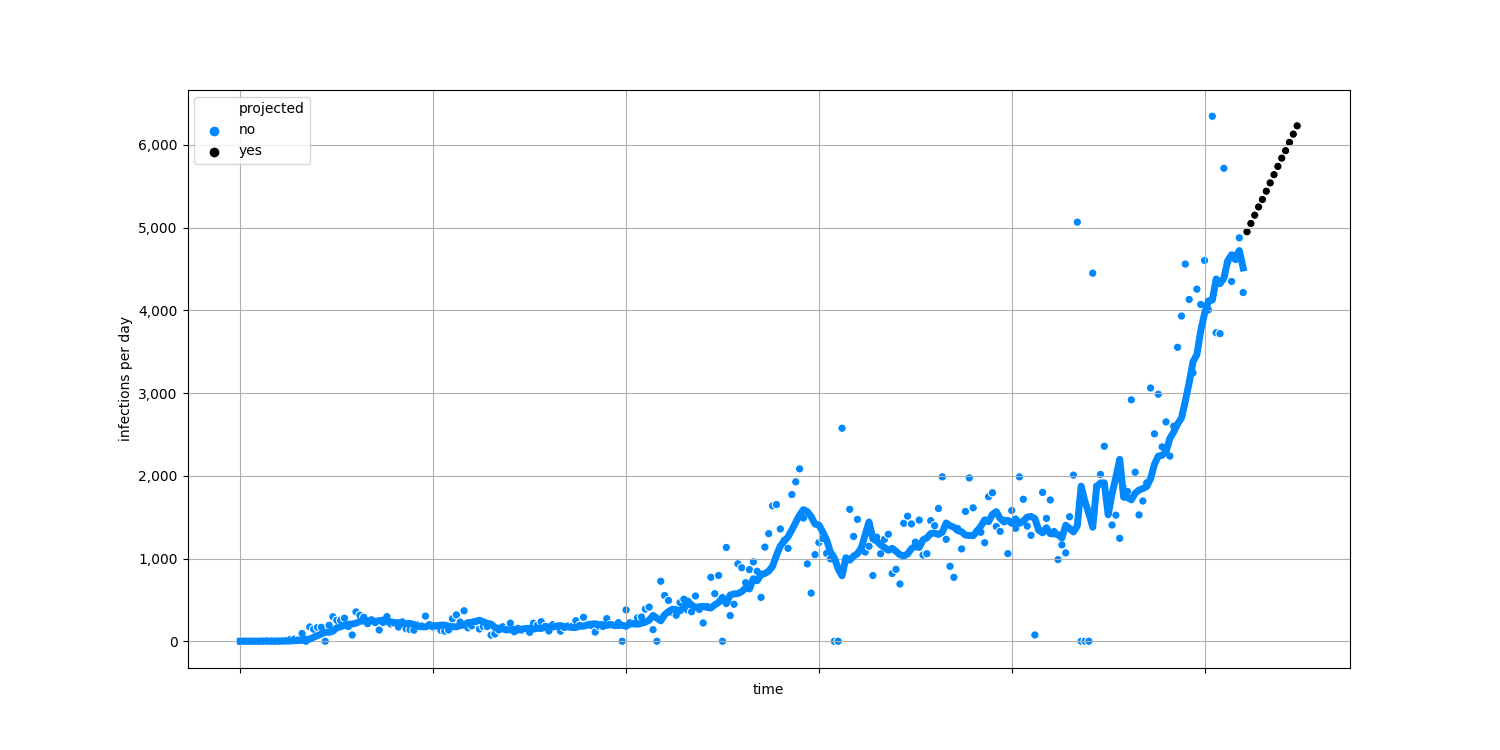 projected
no
yes
6,000
5,000
4,000
3,000
2,000
1,000
0
infections per day
time